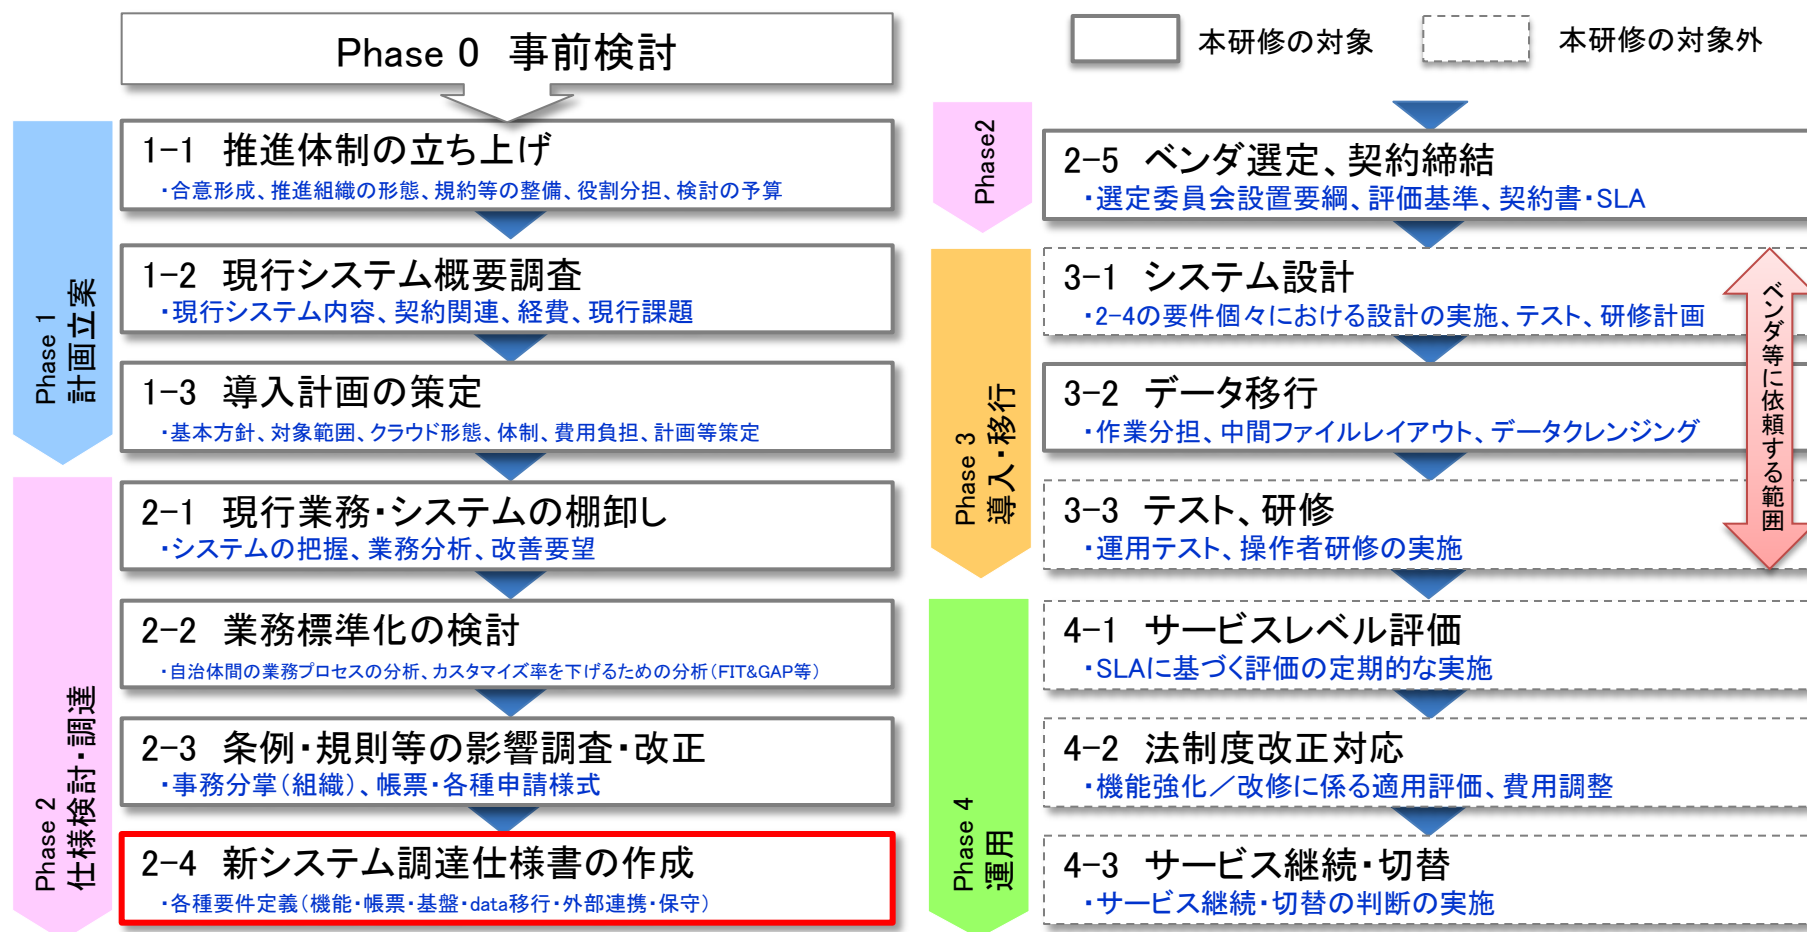 Phase 0 事前検討
本研修の対象
本研修の対象外
Phase 1
計画立案
1-1 推進体制の立ち上げ
・合意形成、推進組織の形態、規約等の整備、役割分担、検討の予算
1-2 現行システム概要調査
・現行システム内容、契約関連、経費、現行課題
1-3 導入計画の策定
・基本方針、対象範囲、クラウド形態、体制、費用負担、計画等策定
Phase 2
仕様検討・調達
2-1 現行業務・システムの棚卸し
・システムの把握、業務分析、改善要望
2-2 業務標準化の検討
・自治体間の業務プロセスの分析、カスタマイズ率を下げるための分析(FIT&GAP等)
2-3 条例・規則等の影響調査・改正
・事務分掌(組織)、帳票・各種申請様式
2-4 新システム調達仕様書の作成
・各種要件定義(機能・帳票・基盤・data移行・外部連携・保守)
Phase2
2-5 ベンダ選定、契約締結
・選定委員会設置要綱、評価基準、契約書・SLA
Phase 3
導入・移行
3-1 システム設計
・2-4の要件個々における設計の実施、テスト、研修計画
3-2 データ移行
・作業分担、中間ファイルレイアウト、データクレンジング
3-3 テスト、研修
・運用テスト、操作者研修の実施
ベンダ等に依頼する範囲
Phase 4
運用
4-1 サービスレベル評価
・SLAに基づく評価の定期的な実施
4-2 法制度改正対応
・機能強化／改修に係る適用評価、費用調整
4-3 サービス継続・切替
・サービス継続・切替の判断の実施